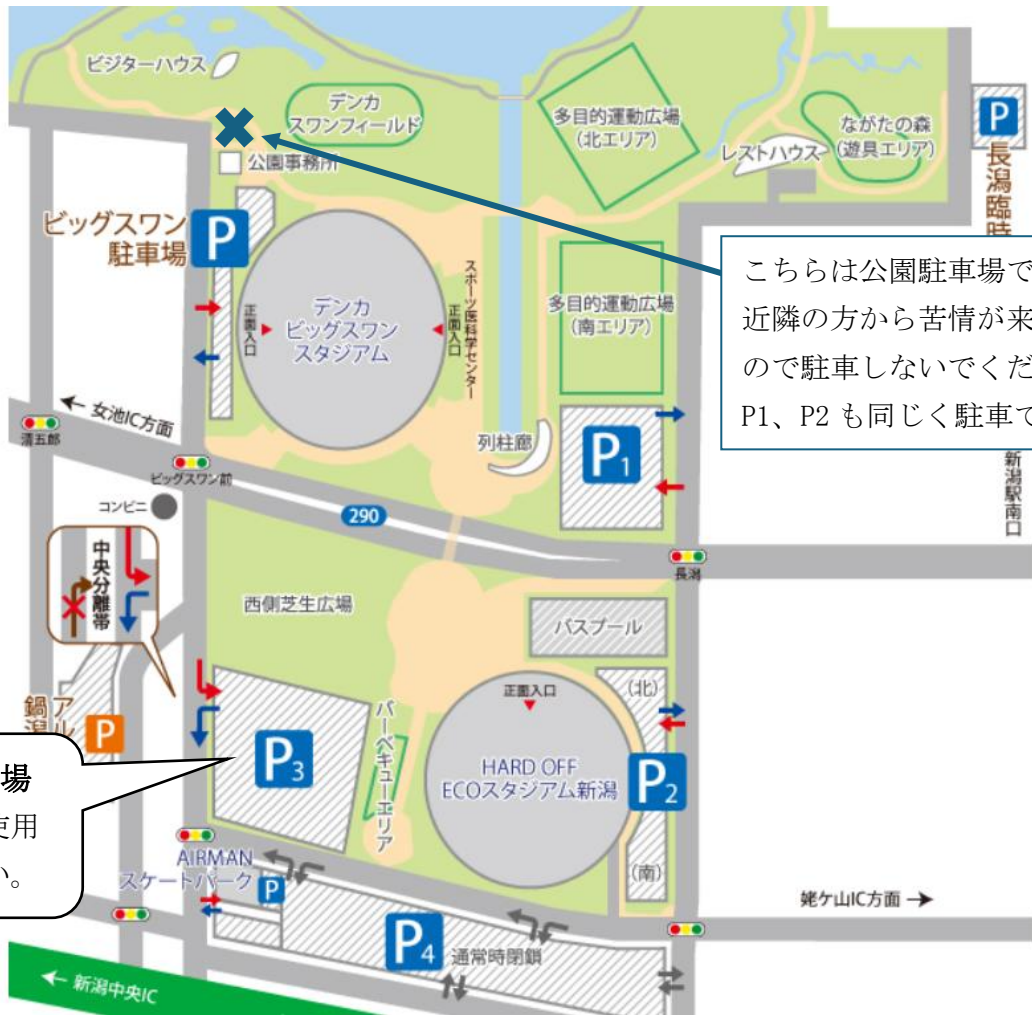 ビジターハウス
デンカ
スワンフィールド
公園事務所
多目的運動広場
(北エリア)
レストハウス
ながたの森
(遊具エリア)
P
長潟臨時
ビッグスワン
駐車場
P
正面入口
デンカ
ビッグスワン
スタジアム
正面入口
スポーツ医科学センター
多目的運動広場
(南エリア)
こちらは公園駐車場で
近隣の方から苦情が来
ので駐車しないでくだ
P1、P2 も同じく駐車で
新潟駅南口
← 女池IC方面
清五郎
ビッグスワン前
コンビニ
列柱廊
P1
290
長潟
中央分離帯
西側芝生広場
バスプール
正面入口
(北)
HARD OFF
ECOスタジアム新潟
P2
(南)
バーベキューエリア
P3
アル
鍋潟
P
場
使用
い。
AIRMAN
スケートパーク
P
P4
通常時閉鎖
姥ケ山IC方面 →
← 新潟中央IC